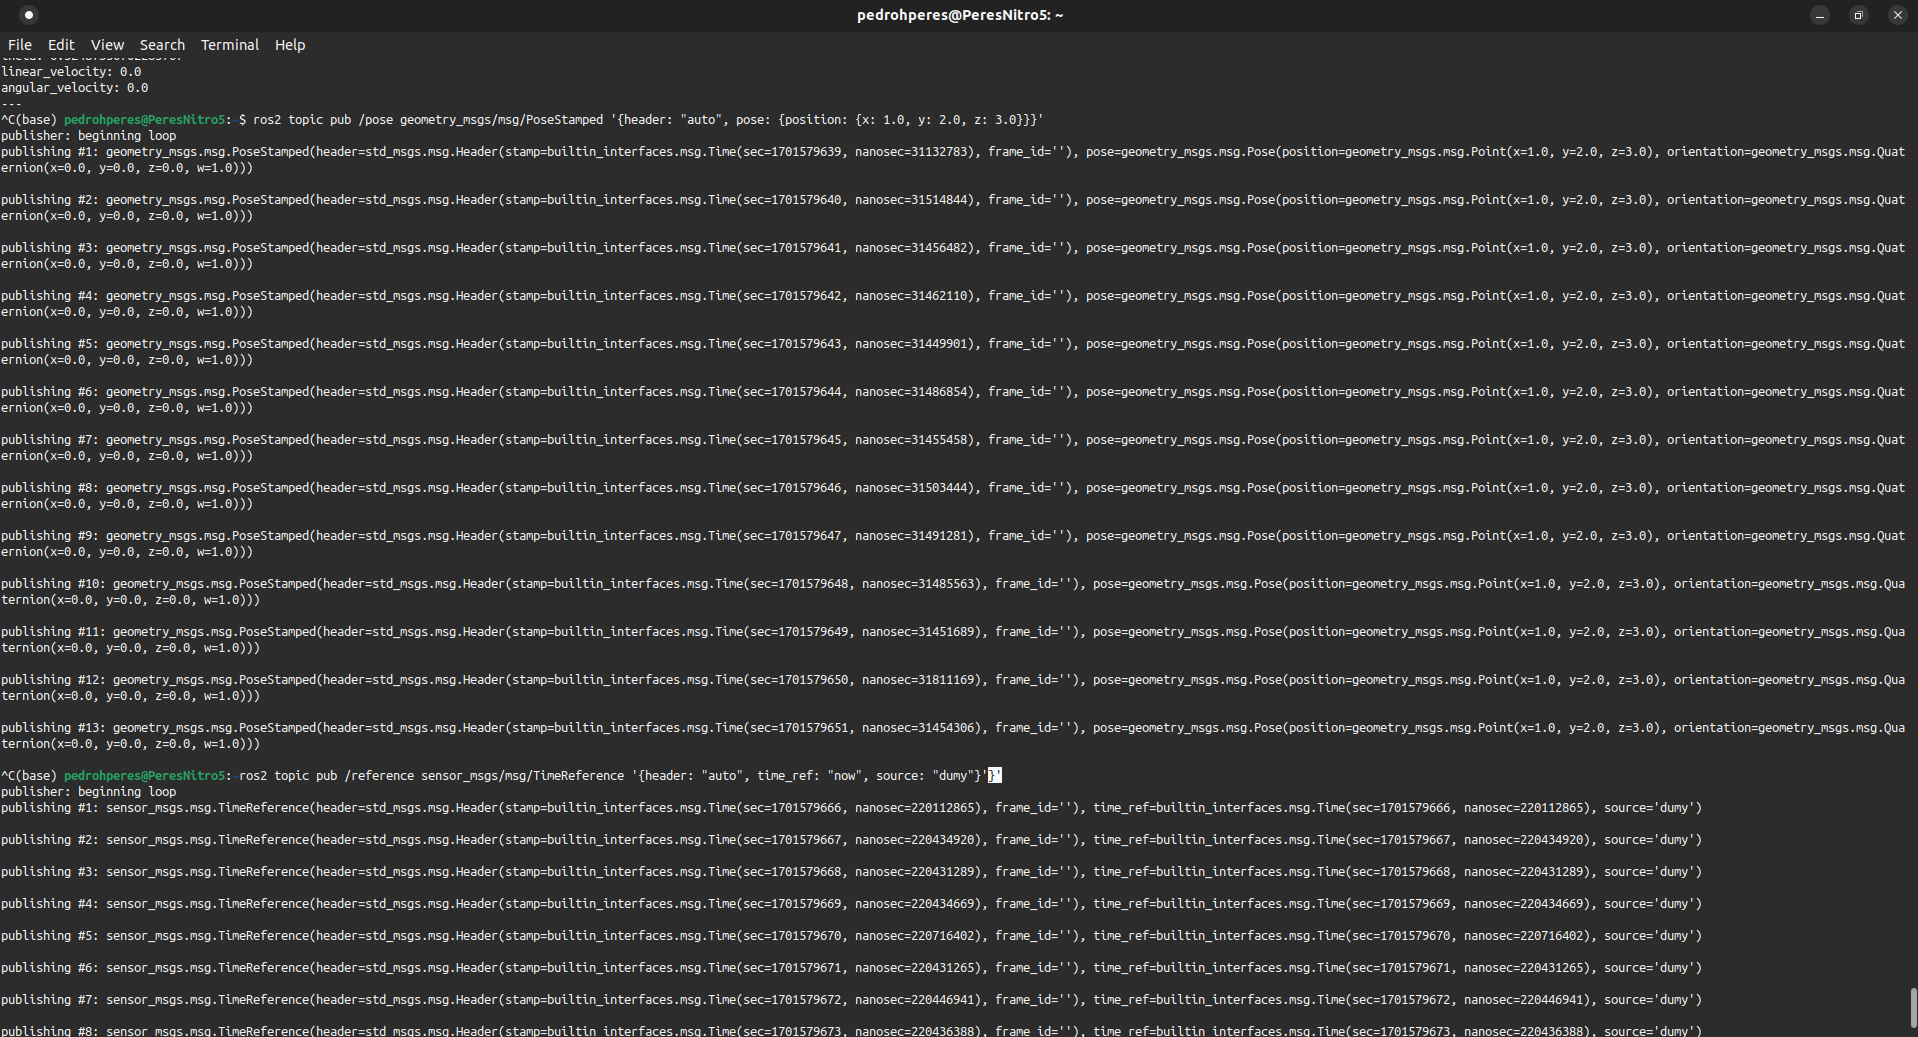 pedrohperes@PeresNitro5: ~
File Edit View Search Terminal Help
linear_velocity: 0.0
angular_velocity: 0.0
---
^C(base) pedrohperes@PeresNitro5:~$ ros2 topic pub /pose geometry_msgs/msg/PoseStamped '{header: "auto", pose: {position: {x: 1.0, y: 2.0, z: 3.0}}}'
publisher: beginning loop
publishing #1: geometry_msgs.msg.PoseStamped(header=std_msgs.msg.Header(stamp=builtin_interfaces.msg.Time(sec=1701579639, nanosec=31132783), frame_id=''), pose=geometry_msgs.msg.Pose(position=geometry_msgs.msg.Point(x=1.0, y=2.0, z=3.0), orientation=geometry_msgs.msg.Quat
ernion(x=0.0, y=0.0, z=0.0, w=1.0)))
publishing #2: geometry_msgs.msg.PoseStamped(header=std_msgs.msg.Header(stamp=builtin_interfaces.msg.Time(sec=1701579640, nanosec=31514844), frame_id=''), pose=geometry_msgs.msg.Pose(position=geometry_msgs.msg.Point(x=1.0, y=2.0, z=3.0), orientation=geometry_msgs.msg.Quat
ernion(x=0.0, y=0.0, z=0.0, w=1.0)))
publishing #3: geometry_msgs.msg.PoseStamped(header=std_msgs.msg.Header(stamp=builtin_interfaces.msg.Time(sec=1701579641, nanosec=31456482), frame_id=''), pose=geometry_msgs.msg.Pose(position=geometry_msgs.msg.Point(x=1.0, y=2.0, z=3.0), orientation=geometry_msgs.msg.Quat
ernion(x=0.0, y=0.0, z=0.0, w=1.0)))
publishing #4: geometry_msgs.msg.PoseStamped(header=std_msgs.msg.Header(stamp=builtin_interfaces.msg.Time(sec=1701579642, nanosec=31462110), frame_id=''), pose=geometry_msgs.msg.Pose(position=geometry_msgs.msg.Point(x=1.0, y=2.0, z=3.0), orientation=geometry_msgs.msg.Quat
ernion(x=0.0, y=0.0, z=0.0, w=1.0)))
publishing #5: geometry_msgs.msg.PoseStamped(header=std_msgs.msg.Header(stamp=builtin_interfaces.msg.Time(sec=1701579643, nanosec=31449901), frame_id=''), pose=geometry_msgs.msg.Pose(position=geometry_msgs.msg.Point(x=1.0, y=2.0, z=3.0), orientation=geometry_msgs.msg.Quat
ernion(x=0.0, y=0.0, z=0.0, w=1.0)))
publishing #6: geometry_msgs.msg.PoseStamped(header=std_msgs.msg.Header(stamp=builtin_interfaces.msg.Time(sec=1701579644, nanosec=31486854), frame_id=''), pose=geometry_msgs.msg.Pose(position=geometry_msgs.msg.Point(x=1.0, y=2.0, z=3.0), orientation=geometry_msgs.msg.Quat
ernion(x=0.0, y=0.0, z=0.0, w=1.0)))
publishing #7: geometry_msgs.msg.PoseStamped(header=std_msgs.msg.Header(stamp=builtin_interfaces.msg.Time(sec=1701579645, nanosec=31455458), frame_id=''), pose=geometry_msgs.msg.Pose(position=geometry_msgs.msg.Point(x=1.0, y=2.0, z=3.0), orientation=geometry_msgs.msg.Quat
ernion(x=0.0, y=0.0, z=0.0, w=1.0)))
publishing #8: geometry_msgs.msg.PoseStamped(header=std_msgs.msg.Header(stamp=builtin_interfaces.msg.Time(sec=1701579646, nanosec=31503444), frame_id=''), pose=geometry_msgs.msg.Pose(position=geometry_msgs.msg.Point(x=1.0, y=2.0, z=3.0), orientation=geometry_msgs.msg.Quat
ernion(x=0.0, y=0.0, z=0.0, w=1.0)))
publishing #9: geometry_msgs.msg.PoseStamped(header=std_msgs.msg.Header(stamp=builtin_interfaces.msg.Time(sec=1701579647, nanosec=31491281), frame_id=''), pose=geometry_msgs.msg.Pose(position=geometry_msgs.msg.Point(x=1.0, y=2.0, z=3.0), orientation=geometry_msgs.msg.Quat
ernion(x=0.0, y=0.0, z=0.0, w=1.0)))
publishing #10: geometry_msgs.msg.PoseStamped(header=std_msgs.msg.Header(stamp=builtin_interfaces.msg.Time(sec=1701579648, nanosec=31485563), frame_id=''), pose=geometry_msgs.msg.Pose(position=geometry_msgs.msg.Point(x=1.0, y=2.0, z=3.0), orientation=geometry_msgs.msg.Qua
ternion(x=0.0, y=0.0, z=0.0, w=1.0)))
publishing #11: geometry_msgs.msg.PoseStamped(header=std_msgs.msg.Header(stamp=builtin_interfaces.msg.Time(sec=1701579649, nanosec=31451689), frame_id=''), pose=geometry_msgs.msg.Pose(position=geometry_msgs.msg.Point(x=1.0, y=2.0, z=3.0), orientation=geometry_msgs.msg.Qua
ternion(x=0.0, y=0.0, z=0.0, w=1.0)))
publishing #12: geometry_msgs.msg.PoseStamped(header=std_msgs.msg.Header(stamp=builtin_interfaces.msg.Time(sec=1701579650, nanosec=31811169), frame_id=''), pose=geometry_msgs.msg.Pose(position=geometry_msgs.msg.Point(x=1.0, y=2.0, z=3.0), orientation=geometry_msgs.msg.Qua
ternion(x=0.0, y=0.0, z=0.0, w=1.0)))
publishing #13: geometry_msgs.msg.PoseStamped(header=std_msgs.msg.Header(stamp=builtin_interfaces.msg.Time(sec=1701579651, nanosec=31454306), frame_id=''), pose=geometry_msgs.msg.Pose(position=geometry_msgs.msg.Point(x=1.0, y=2.0, z=3.0), orientation=geometry_msgs.msg.Qua
ternion(x=0.0, y=0.0, z=0.0, w=1.0)))
^C(base) pedrohperes@PeresNitro5:~ros2 topic pub /reference sensor_msgs/msg/TimeReference '{header: "auto", time_ref: "now", source: "dumy"}'}'
publisher: beginning loop
publishing #1: sensor_msgs.msg.TimeReference(header=std_msgs.msg.Header(stamp=builtin_interfaces.msg.Time(sec=1701579666, nanosec=220112865), frame_id=''), time_ref=builtin_interfaces.msg.Time(sec=1701579666, nanosec=220112865), source='dumy')
publishing #2: sensor_msgs.msg.TimeReference(header=std_msgs.msg.Header(stamp=builtin_interfaces.msg.Time(sec=1701579667, nanosec=220434920), frame_id=''), time_ref=builtin_interfaces.msg.Time(sec=1701579667, nanosec=220434920), source='dumy')
publishing #3: sensor_msgs.msg.TimeReference(header=std_msgs.msg.Header(stamp=builtin_interfaces.msg.Time(sec=1701579668, nanosec=220431289), frame_id=''), time_ref=builtin_interfaces.msg.Time(sec=1701579668, nanosec=220431289), source='dumy')
publishing #4: sensor_msgs.msg.TimeReference(header=std_msgs.msg.Header(stamp=builtin_interfaces.msg.Time(sec=1701579669, nanosec=220434669), frame_id=''), time_ref=builtin_interfaces.msg.Time(sec=1701579669, nanosec=220434669), source='dumy')
publishing #5: sensor_msgs.msg.TimeReference(header=std_msgs.msg.Header(stamp=builtin_interfaces.msg.Time(sec=1701579670, nanosec=220716402), frame_id=''), time_ref=builtin_interfaces.msg.Time(sec=1701579670, nanosec=220716402), source='dumy')
publishing #6: sensor_msgs.msg.TimeReference(header=std_msgs.msg.Header(stamp=builtin_interfaces.msg.Time(sec=1701579671, nanosec=220431265), frame_id=''), time_ref=builtin_interfaces.msg.Time(sec=1701579671, nanosec=220431265), source='dumy')
publishing #7: sensor_msgs.msg.TimeReference(header=std_msgs.msg.Header(stamp=builtin_interfaces.msg.Time(sec=1701579672, nanosec=220446941), frame_id=''), time_ref=builtin_interfaces.msg.Time(sec=1701579672, nanosec=220446941), source='dumy')
publishing #8: sensor_msgs.msg.TimeReference(header=std_msgs.msg.Header(stamp=builtin_interfaces.msg.Time(sec=1701579673, nanosec=220436388), frame_id=''), time_ref=builtin_interfaces.msg.Time(sec=1701579673, nanosec=220436388), source='dumy')